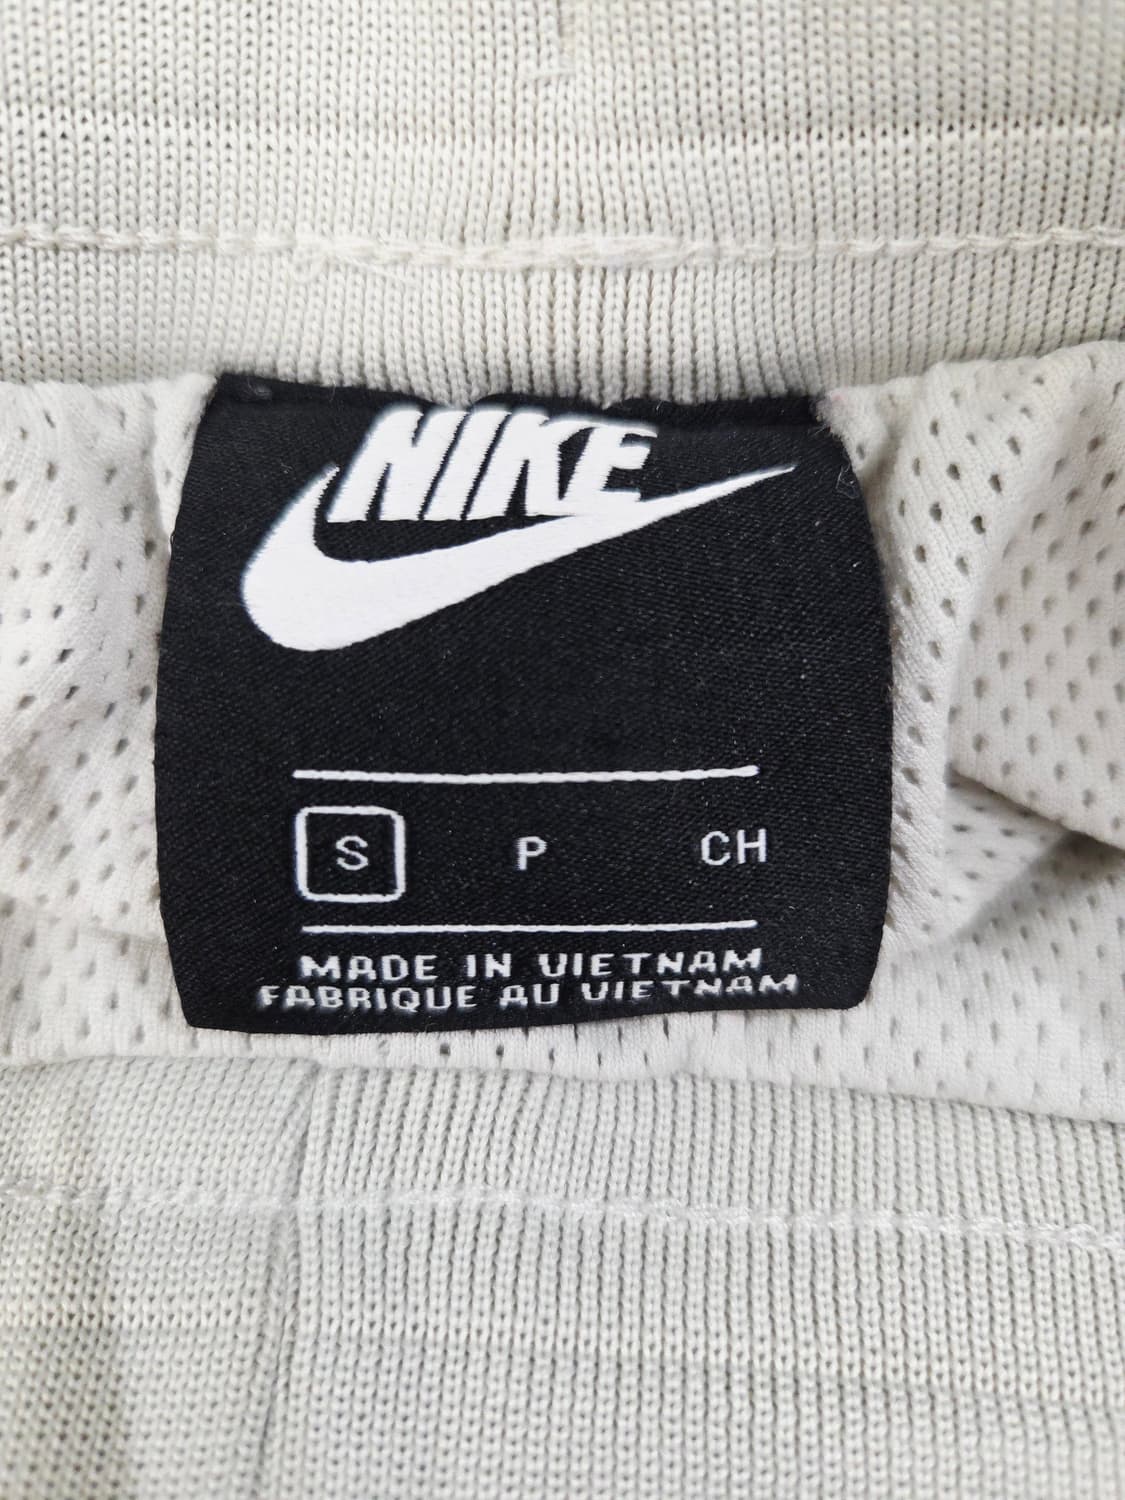 NIKE
S P CH
MADE IN VIETNAM
FABRIQUE AU VIETNAM